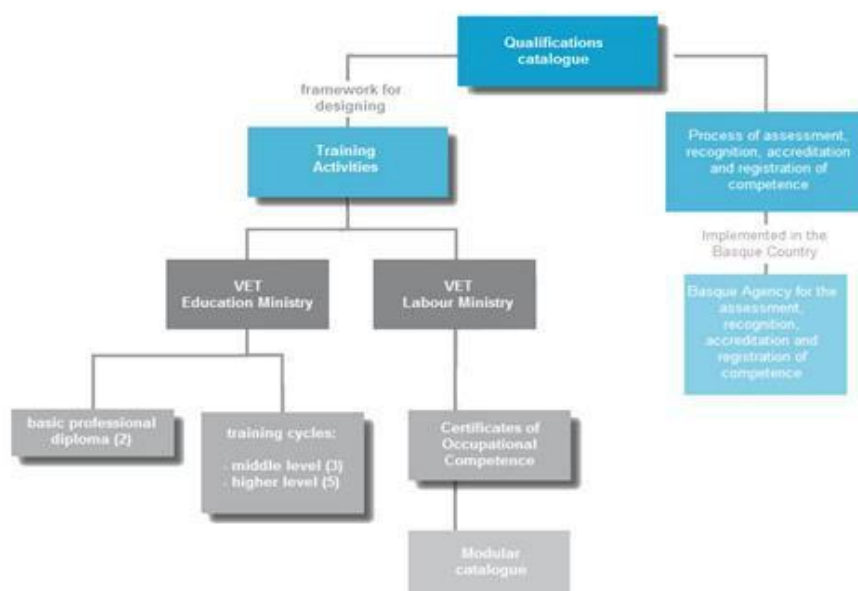 Qualifications
catalogue
framework for
designing
Training
Activities
Process of assessment,
recognition, accreditation
and registration of
competence
Implemented in the
Basque Country
VET
Education Ministry
VET
Labour Ministry
Basque Agency for the
assessment,
recognition,
accreditation and
registration of
competence
basic professional
diploma (2)
training cycles:
- middle level (3)
- higher level (5)
Certificates of
Occupational
Competence
Modular
catalogue